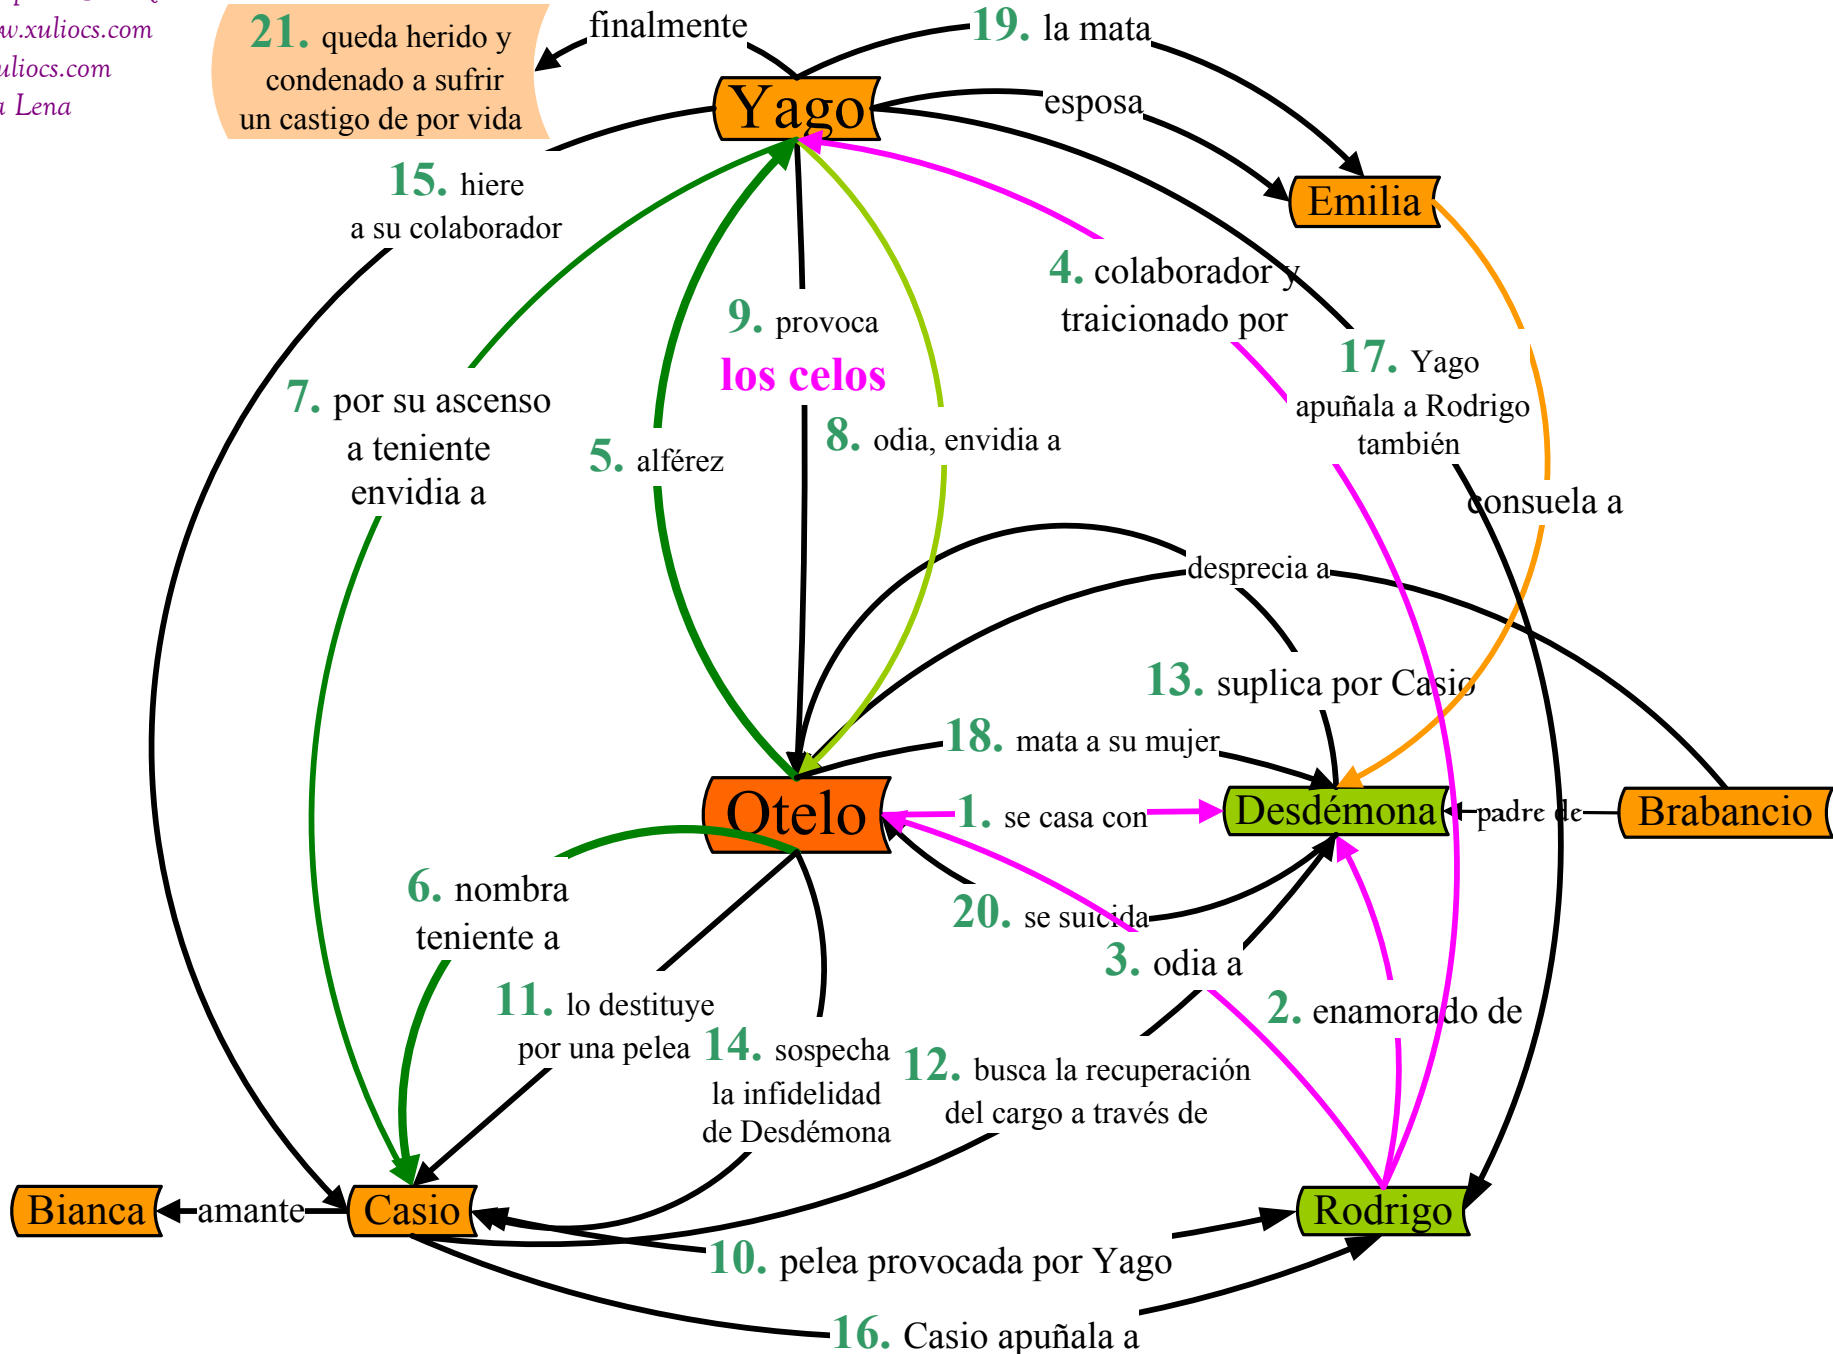 w.xuliocs.com
uliocs.com
a Lena
21. queda herido y
condenado a sufrir
un castigo de por vida
finalmente
19. la mata
Yago
esposa
Emilia
15. hiere
a su colaborador
4. colaborador y
traicionado por
9. provoca
los celos
17. Yago
apuñala a Rodrigo
también
7. por su ascenso
a teniente
envidia a
5. alférez
8. odia, envidia a
consuela a
desprecia a
13. suplica por Casio
18. mata a su mujer
Otelo
1. se casa con
Desdémona
padre de
Brabancio
6. nombra
teniente a
20. se suicida
3. odia a
11. lo destituye
por una pelea
14. sospecha
la infidelidad
de Desdémona
2. enamorado de
12. busca la recuperación
del cargo a través de
Bianca
amante
Casio
Rodrigo
10. pelea provocada por Yago
16. Casio apuñala a